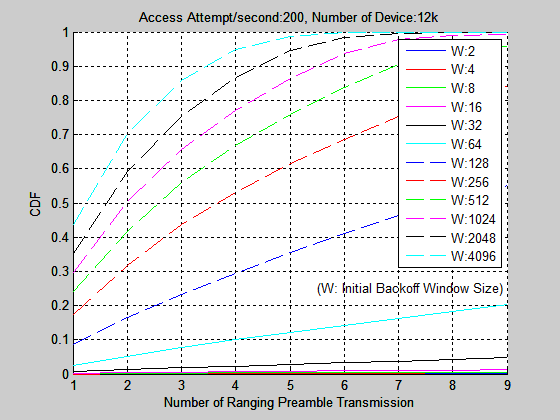 Access Attempt/second:200, Number of Device:12k
CDF
1
0.9
0.8
0.7
0.6
0.5
0.4
0.3
0.2
0.1
0
W:2
W:4
W:8
W:16
W:32
W:64
W:128
W:256
W:512
W:1024
W:2048
W:4096
(W: Initial Backoff Window Size)
1 2 3 4 5 6 7 8 9
Number of Ranging Preamble Transmission